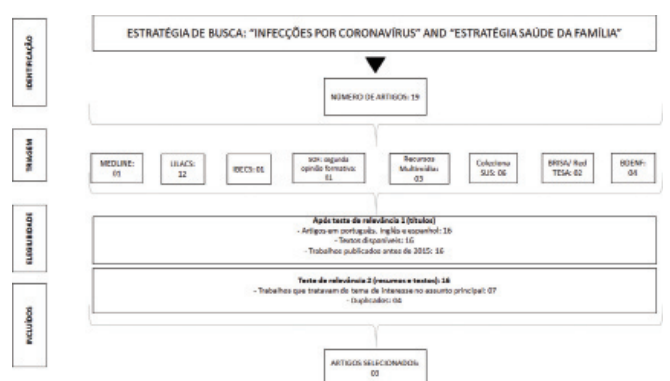 IDENTIFICAÇÃO
ESTRATÉGIA DE BUSCA: “INFECÇÕES POR CORONAVÍRUS” AND “ESTRATÉGIA SAÚDE DA FAMÍLIA”
NÚMERO DE ARTIGOS: 19
TRIAGEM
MEDLINE:
01
LILACS:
12
IBECS: 01
segunda
opinião formativa:
01
Recursos
Multimídia:
03
Coleciona
SUS: 06
BRISA/ Red
TESA: 02
BDENF:
04
ELEGIBILIDADE
Após teste de relevância 1 (títulos)
- Artigos em português, inglês e espanhol: 16
- Textos disponíveis: 16
- Trabalhos publicados antes de 2015: 16
Teste de relevância 2 (resumos e textos): 16
- Trabalhos que tratavam do tema de interesse no assunto principal: 07
- Duplicados: 04
INCLUÍDOS
ARTIGOS SELECIONADOS:
03